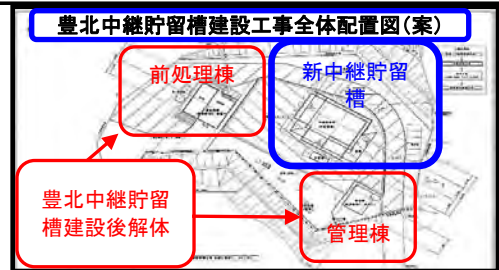 豊北中継貯留槽建設工事全体配置図(案)
前処理棟
新中継貯留
槽
豊北中継貯留
槽建設後解体
管理棟